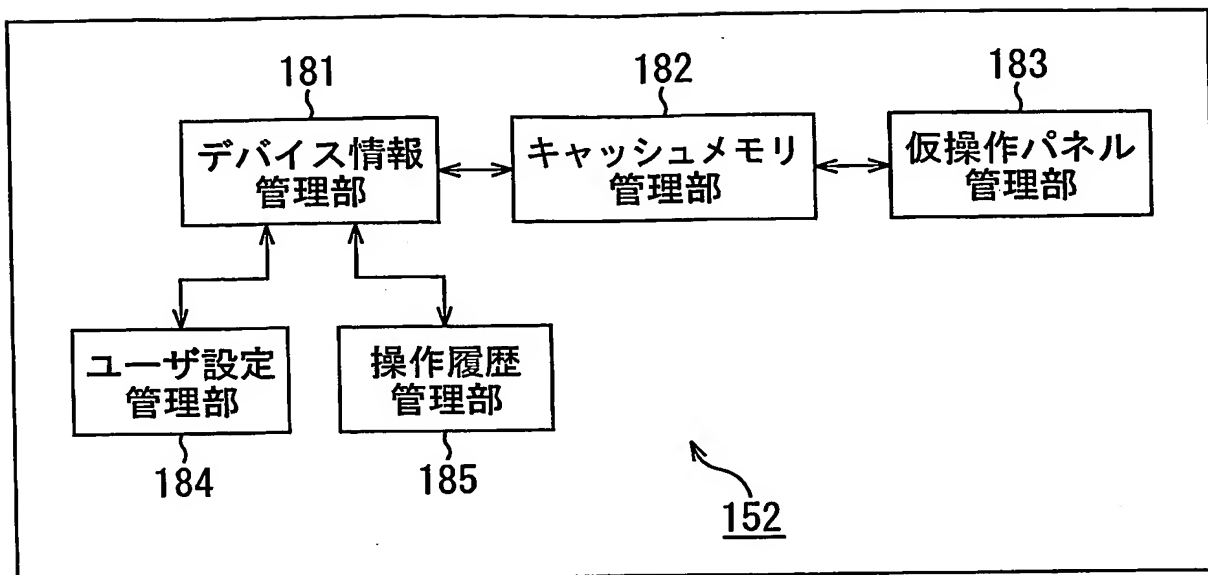 181
182
183
デバイス情報
管理部
キャッシュメモリ
管理部
仮操作パネル
管理部
ユーザ設定
管理部
操作履歴
管理部
184
185
152